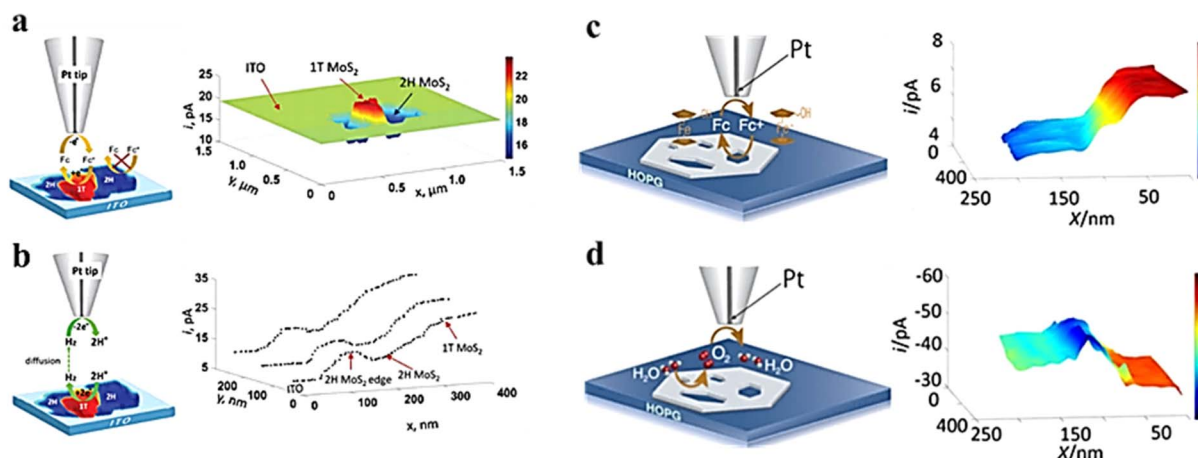 a
Pt tip
-e-
Fc Fc+
Fc Fc+
+e-
2H 1T 2H
ITO
i, pA
25
20
15
10
1.5
1.0
0.5
0
y, μm
0
0.5
1.0
1.5
x, μm
ITO
1T MoS2
2H MoS2
22
20
18
16
b
Pt tip
-2e-
H2 2H+
diffusion
H2 2H+
+2e-
2H 1T 2H
ITO
i, pA
35
25
15
5
200
100
0
y, nm
ITO
0
100
200
300
400
x, nm
2H MoS2 edge
2H MoS2
1T MoS2
c
Pt
Fc Fc+
Fe
OH
HOPG
i/pA
8
6
4
0
400
250
150
50
X/nm
d
Pt
H2O O2 H2O
HOPG
i/pA
-60
-50
-40
-30
0
400
250
150
50
X/nm